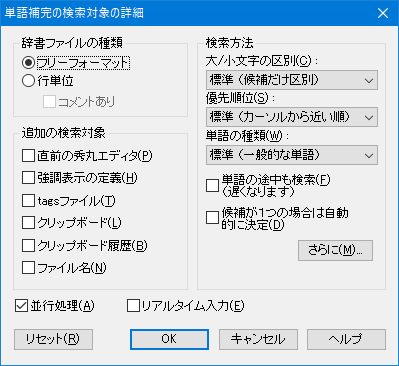 単語補完の検索対象の詳細
辞書ファイルの種類
フリーフォーマット
行単位
コメントあり
追加の検索対象
直前の秀丸エディタ(P)
強調表示の定義(H)
tagsファイル(T)
クリップボード(L)
クリップボード履歴(B)
ファイル名(N)
検索方法
大/小文字の区別(C)：
標準（候補だけ区別）
優先順位(S)：
標準（カーソルから近い順）
単語の種類(W)：
標準（一般的な単語）
単語の途中も検索(F)
（遅くなります）
候補が１つの場合は自動
的に決定(D)
さらに(M)...
並行処理(A)
リアルタイム入力(E)
リセット(R)
OK
キャンセル
ヘルプ